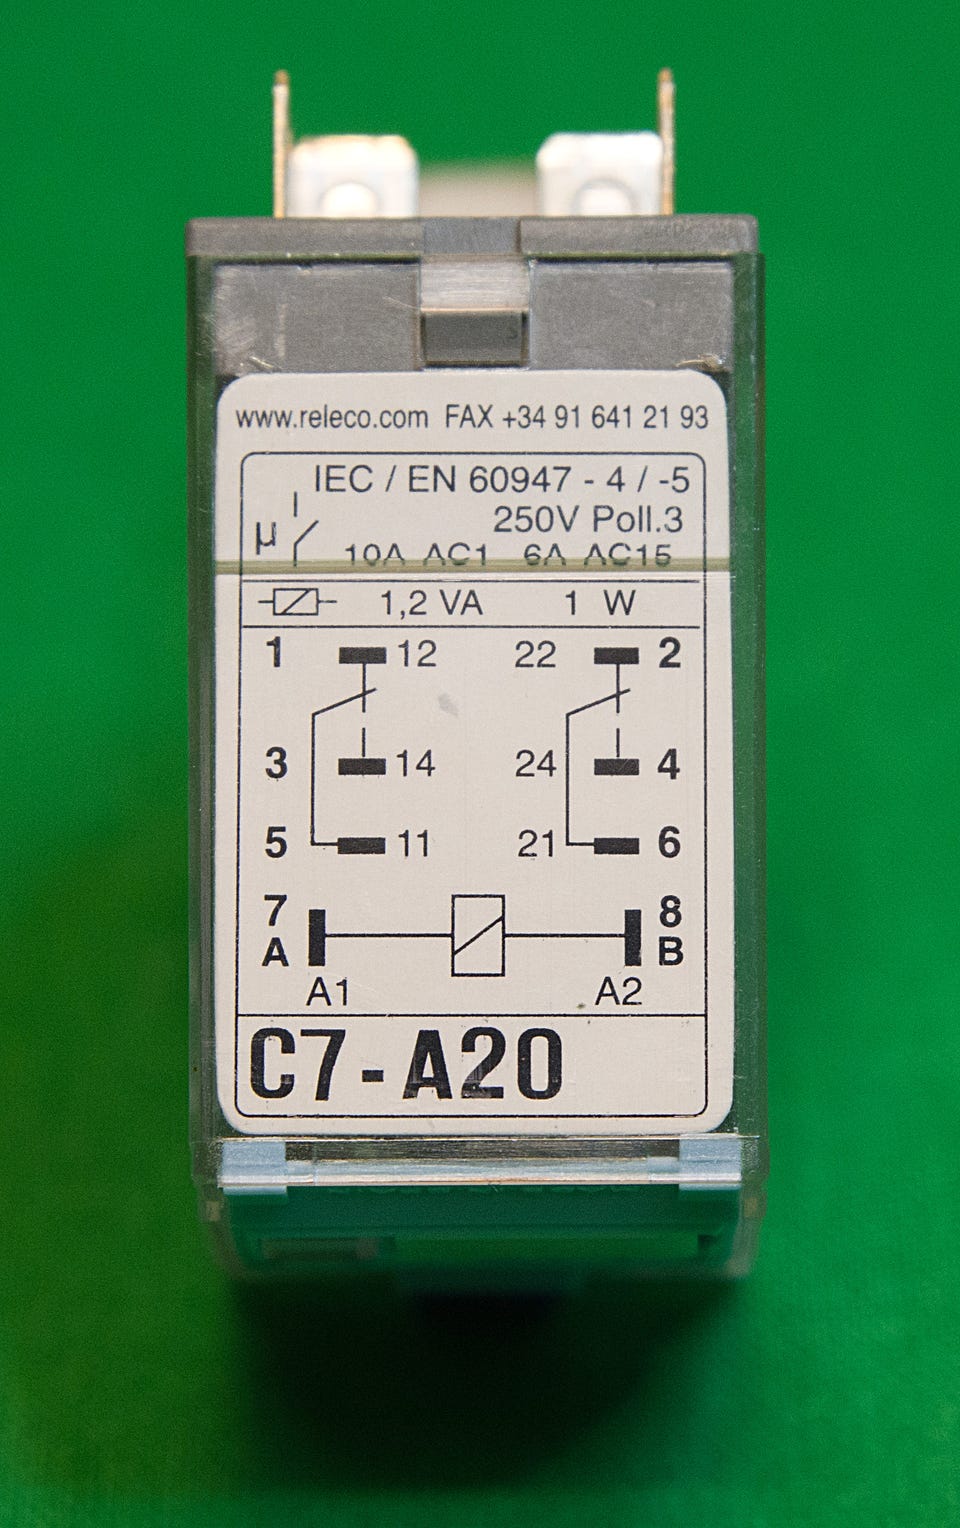 www.releco.com FAX +34 91 641 21 93
IEC / EN 60947 - 4 / -5
250V Poll.3
µ 10A AC1 6A AC15
1,2 VA 1 W
1 12 22 2
3 14 24 4
5 11 21 6
7 8
A B
A1 A2
C7-A20